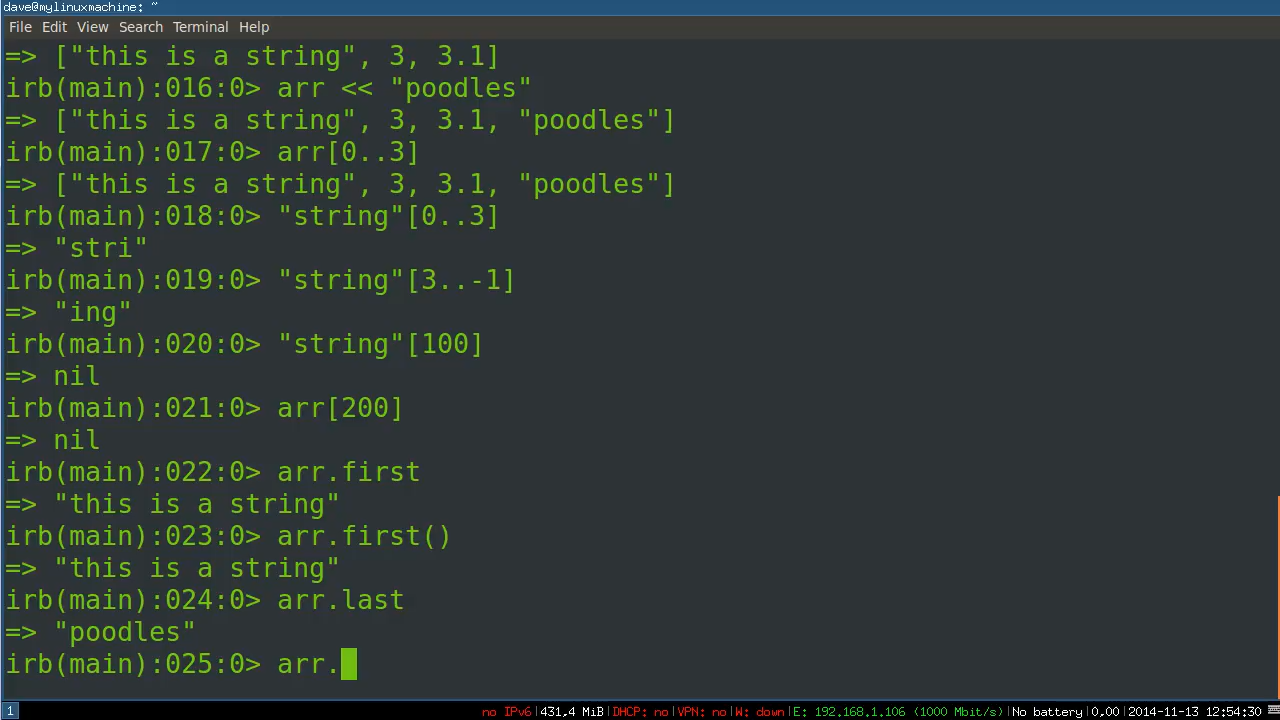 dave@mylinuxmachine: ~
File Edit View Search Terminal Help
=> ["this is a string", 3, 3.1]
irb(main):016:0> arr << "poodles"
=> ["this is a string", 3, 3.1, "poodles"]
irb(main):017:0> arr[0..3]
=> ["this is a string", 3, 3.1, "poodles"]
irb(main):018:0> "string"[0..3]
=> "stri"
irb(main):019:0> "string"[3..-1]
=> "ing"
irb(main):020:0> "string"[100]
=> nil
irb(main):021:0> arr[200]
=> nil
irb(main):022:0> arr.first
=> "this is a string"
irb(main):023:0> arr.first()
=> "this is a string"
irb(main):024:0> arr.last
=> "poodles"
irb(main):025:0> arr.
1 no IPv6|431,4 MiB|DHCP: no|VPN: no|W: down|E: 192.168.1.106 (1000 Mbit/s)|No battery|0,00|2014-11-13 12:54:30